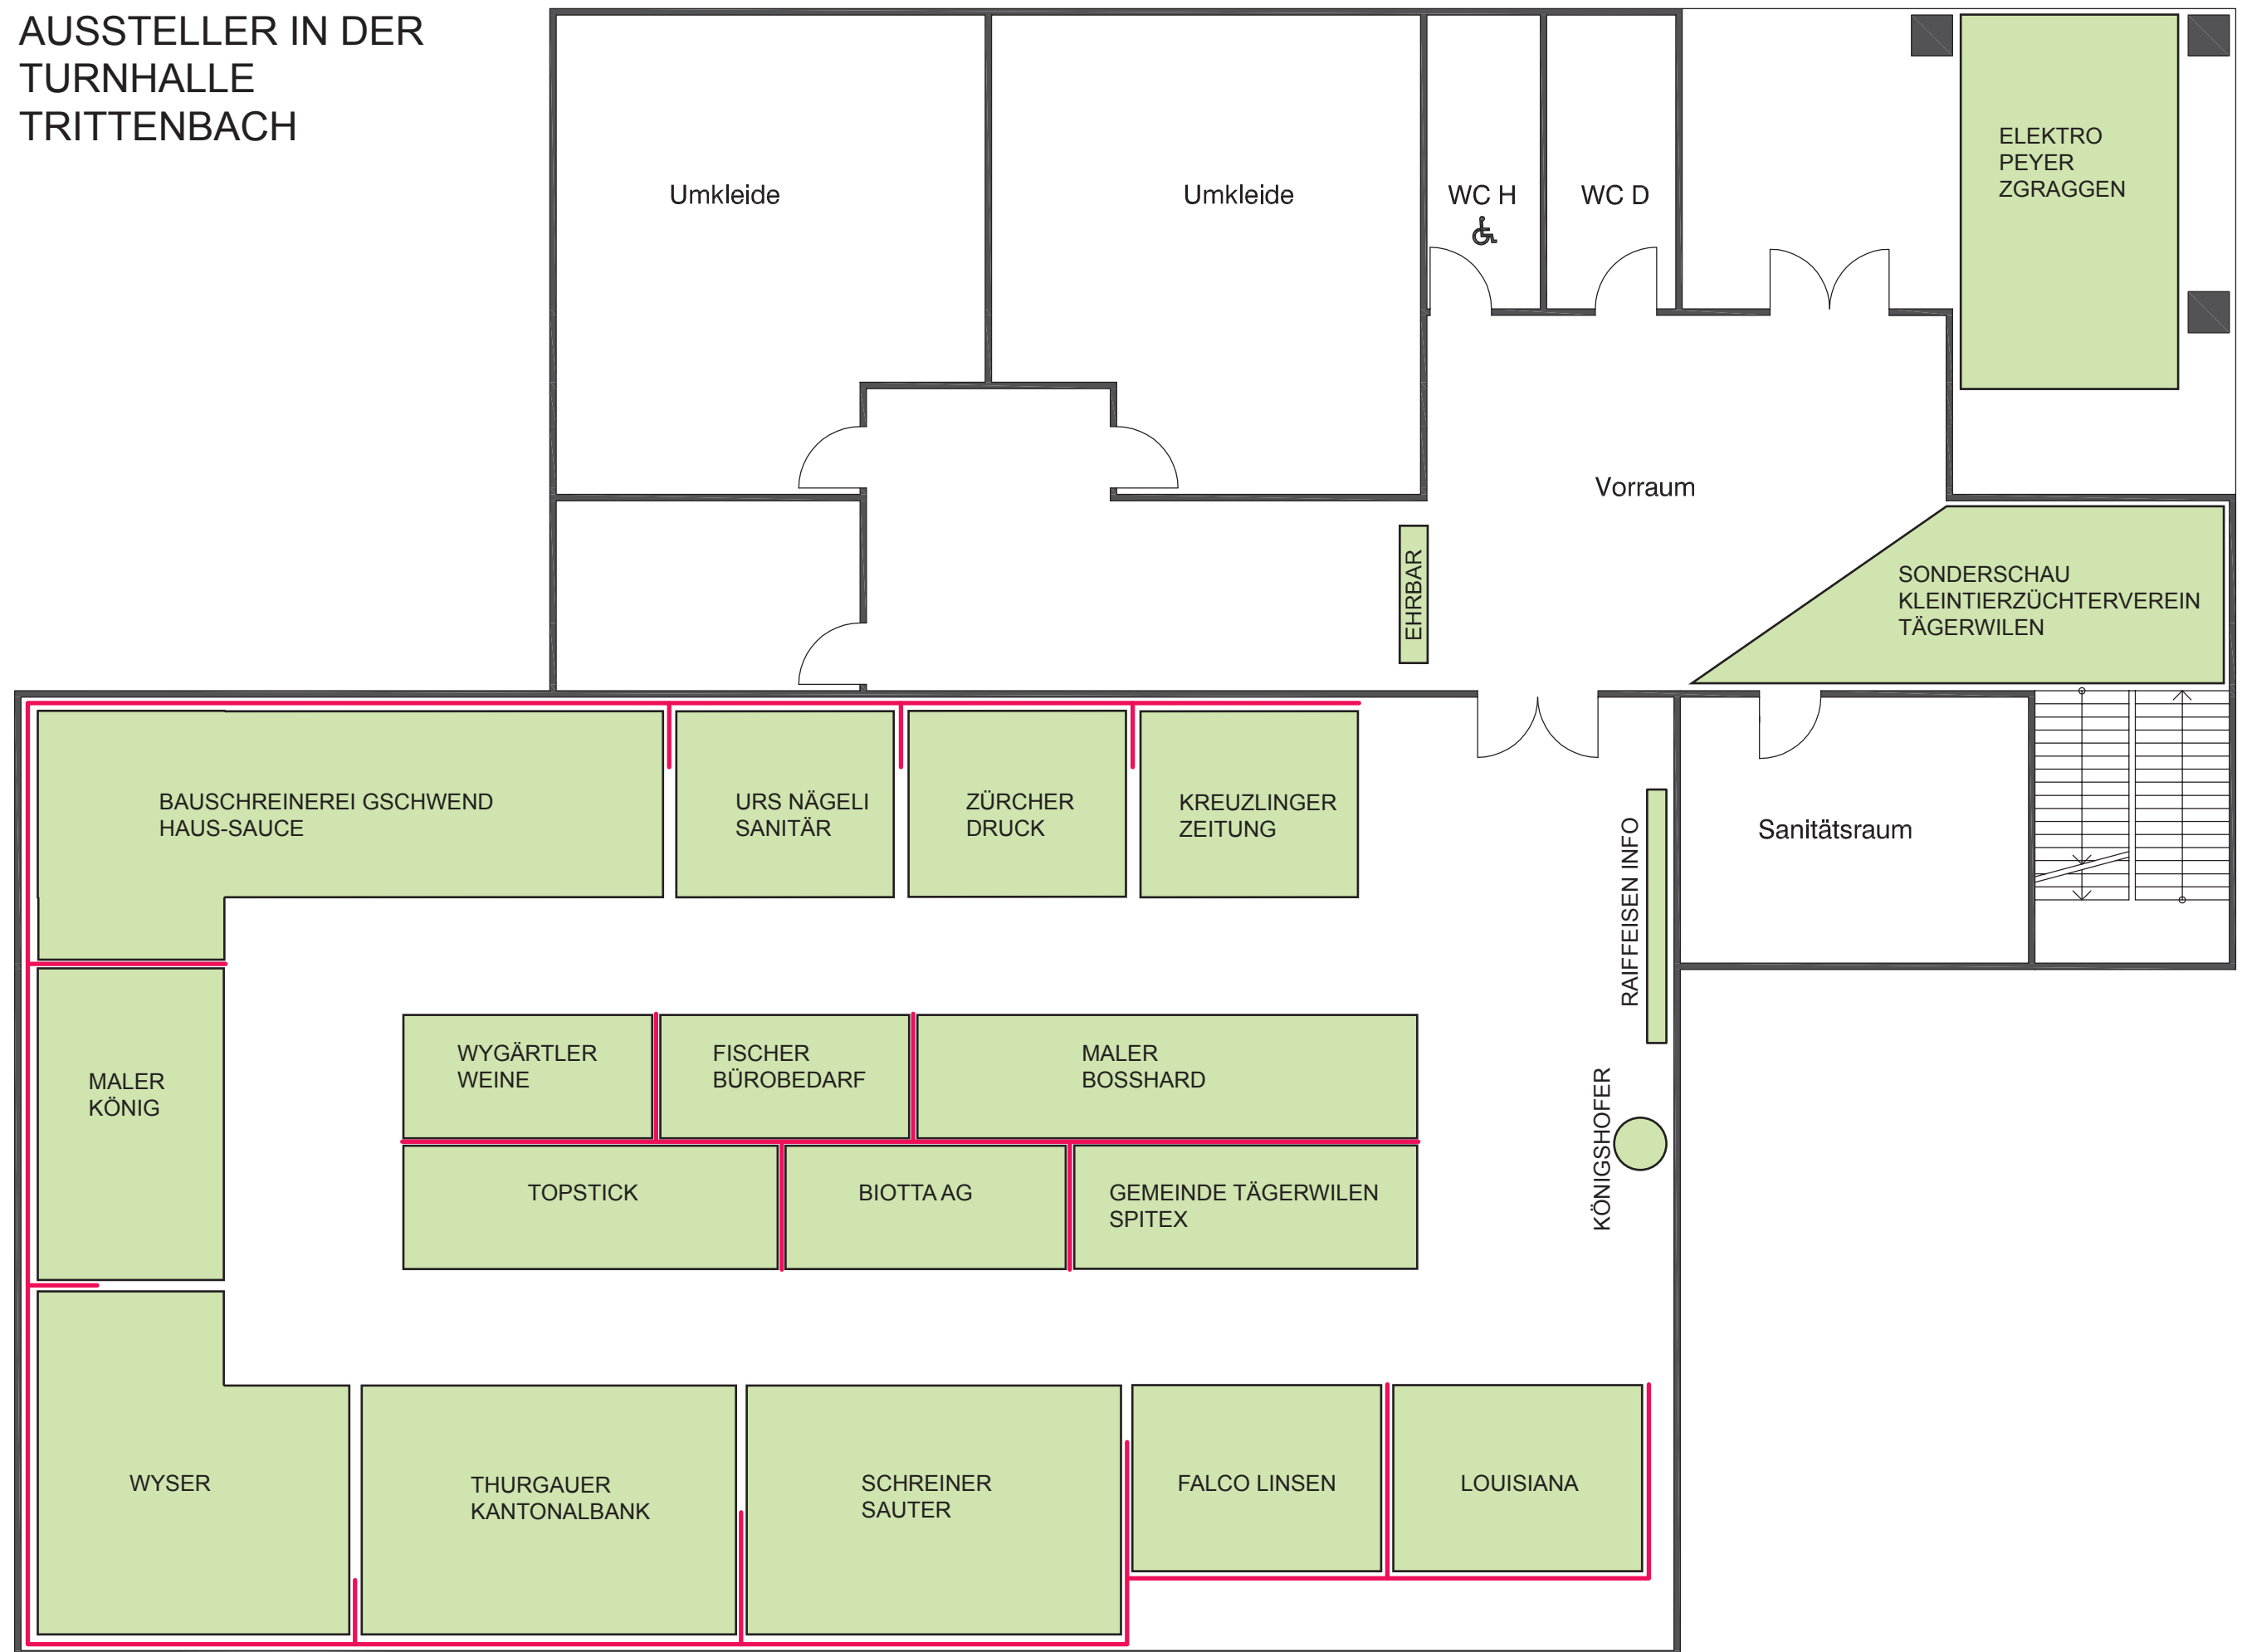 AUSSTELLER IN DER
TURNHALLE
TRITTENBACH
Umkleide
Umkleide
WC H
WC D
ELEKTRO
PEYER
ZGRAGGEN
Vorraum
EHRBAR
SONDERSCHAU
KLEINTIERZÜCHTERVEREIN
TÄGERWILEN
BAUSCHREINEREI GSCHWEND
HAUS-SAUCE
URS NÄGELI
SANITÄR
ZÜRCHER
DRUCK
KREUZLINGER
ZEITUNG
RAIFFEISEN INFO
Sanitätsraum
MALER
KÖNIG
WYGÄRTLER
WEINE
FISCHER
BÜROBEDARF
MALER
BOSSHARD
KÖNIGSHOFER
TOPSTICK
BIOTTA AG
GEMEINDE TÄGERWILEN
SPITEX
WYSER
THURGAUER
KANTONALBANK
SCHREINER
SAUTER
FALCO LINSEN
LOUISIANA